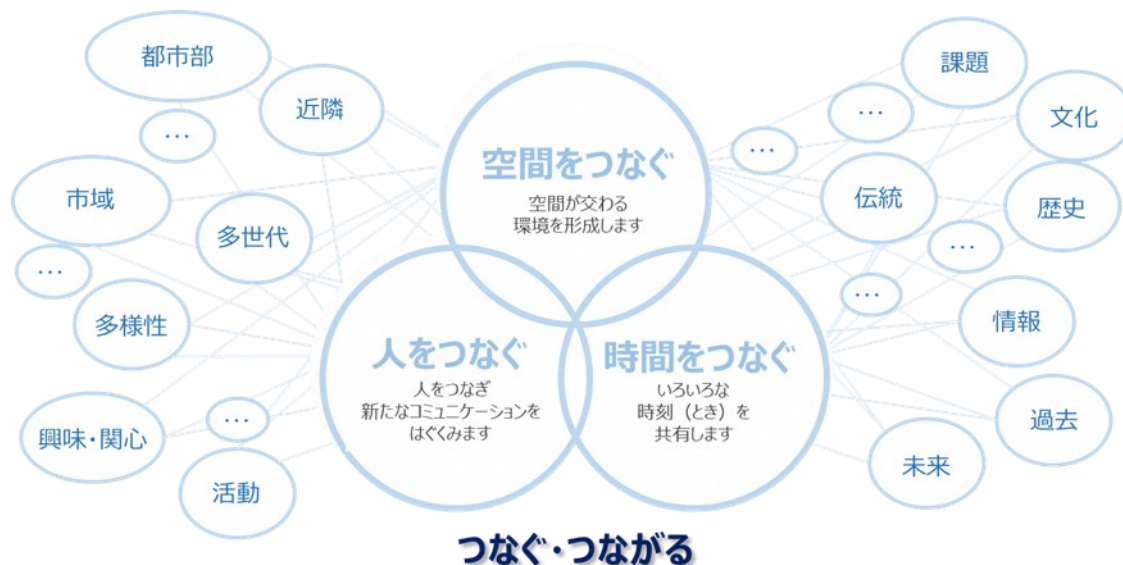 都市部
近隣
…
市域
多世代
…
多様性
興味・関心
…
活動
空間をつなぐ
空間が交わる
環境を形成します
人をつなぐ
人をつなぎ
新たなコミュニケーションを
はぐくみます
時間をつなぐ
いろいろな
時刻（とき）を
共有します
課題
…
文化
…
伝統
歴史
…
…
情報
過去
未来
つなぐ・つながる